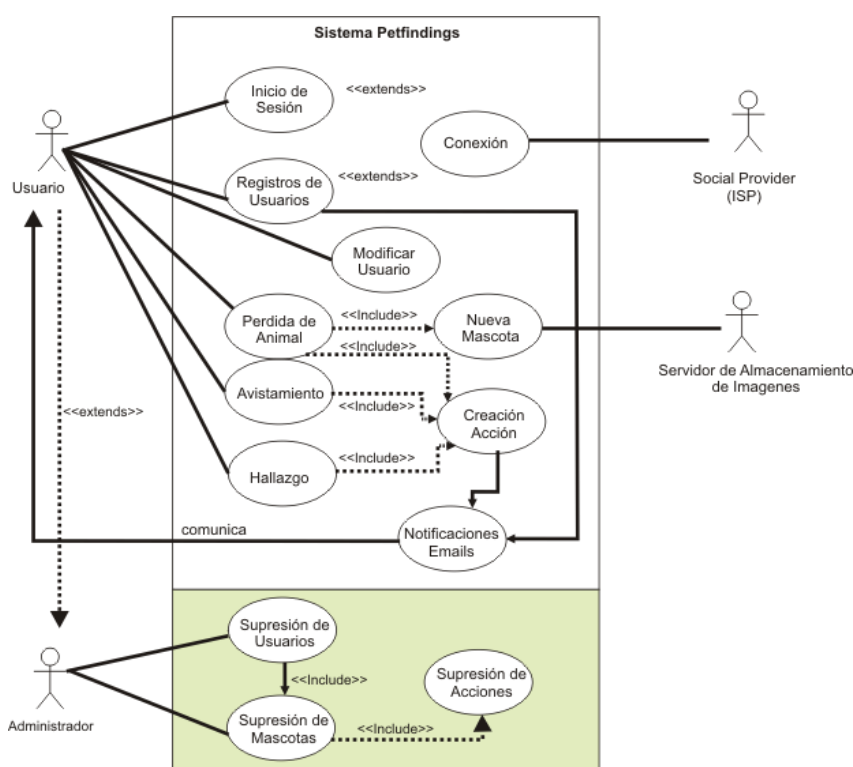 Sistema Petfindings
Inicio de
Sesión
<<extends>>
Conexión
Usuario
Registros de
Usuarios
<<extends>>
Social Provider
(ISP)
Modificar
Usuario
Perdida de
Animal
<<Include>>
Nueva
Mascota
<<Include>>
Servidor de Almacenamiento
de Imagenes
Avistamiento
<<Include>>
Creación
Acción
<<extends>>
Hallazgo
<<Include>>
comunica
Notificaciones
Emails
Supresión de
Usuarios
<<Include>>
Supresión de
Acciones
Administrador
Supresión de
Mascotas
<<Include>>